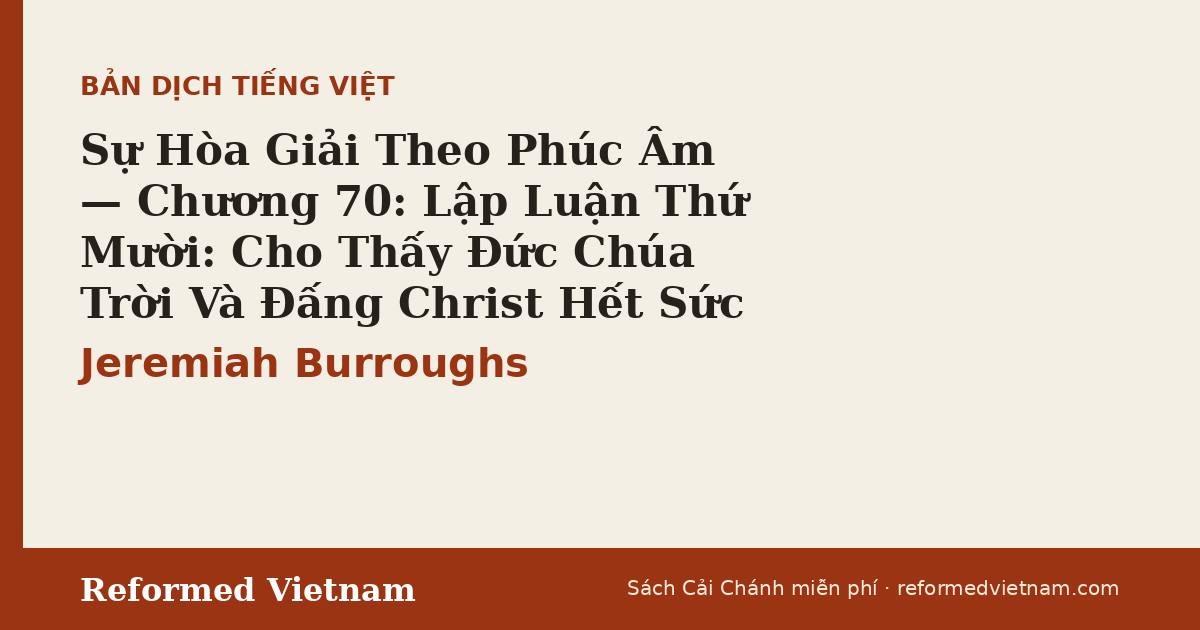 BẢN DỊCH TIẾNG VIỆT
Sự Hòa Giải Theo Phúc Âm
— Chương 70: Lập Luận Thứ
Mười: Cho Thấy Đức Chúa
Trời Và Đấng Christ Hết Sức
Jeremiah Burroughs
Reformed Vietnam
Sách Cải Chánh miễn phí · reformedvietnam.com